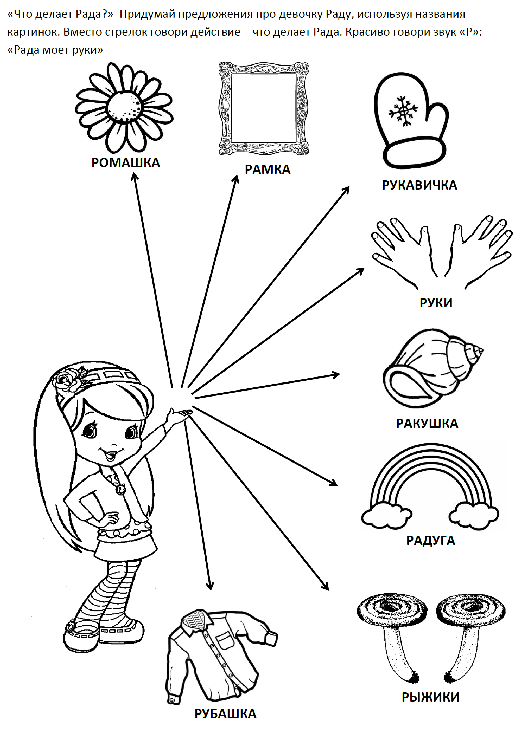 «Что делает Рада?»  Придумай предложения про девочку Раду, используя названия
картинок. Вместо стрелок говори действие    что делает Рада. Красиво говори звук «Р»:
«Рада моет руки»
РОМАШКА
РАМКА
РУКАВИЧКА
РУКИ
РАКУШКА
РАДУГА
РЫЖИКИ
РУБАШКА